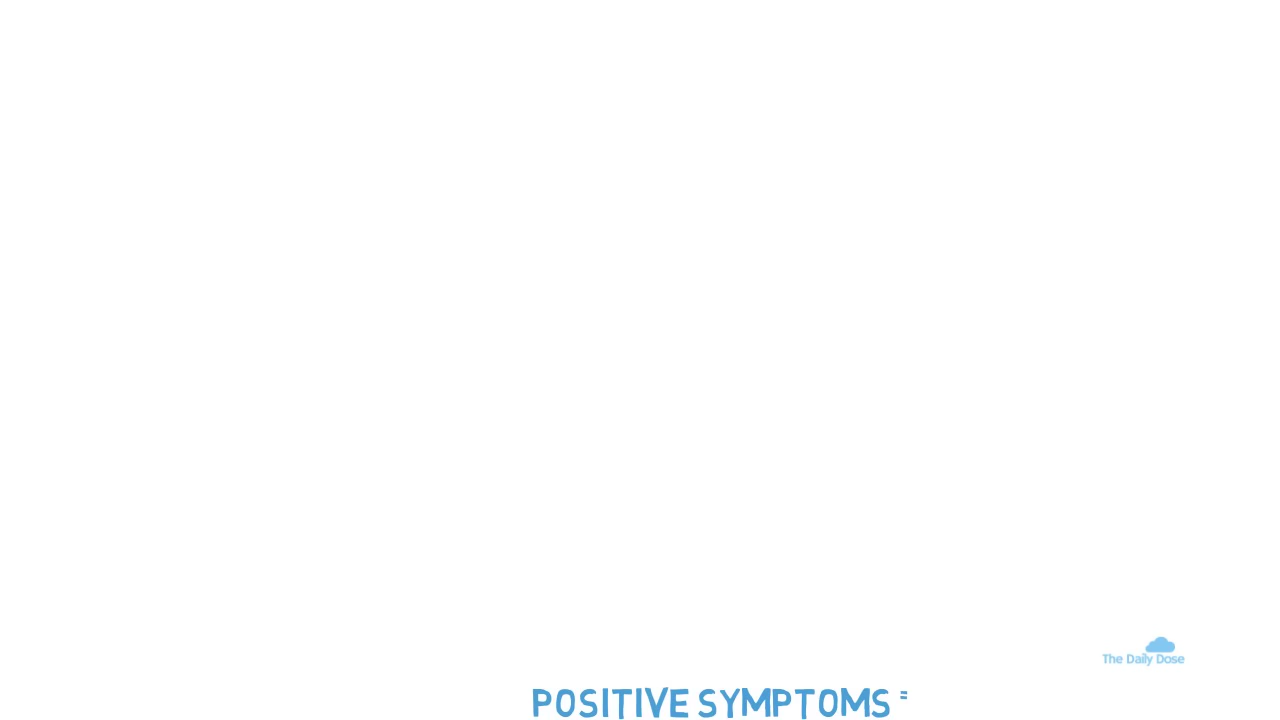 The Daily Dose
POSITIVE SYMPTOMS =